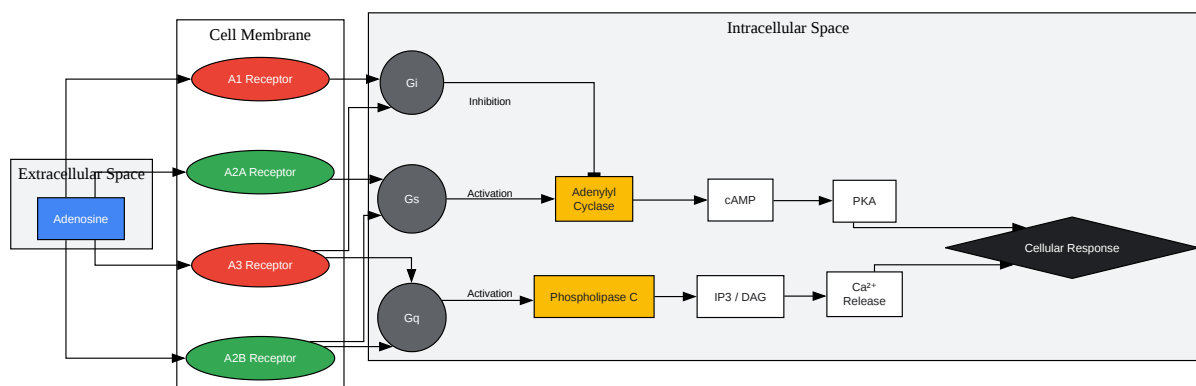 Cell Membrane
Intracellular Space
A1 Receptor
Gi
Inhibition
Extracellular Space
A2A Receptor
Gs
Activation
Adenylyl
Cyclase
cAMP
PKA
Adenosine
Cellular Response
A3 Receptor
Gq
Activation
Phospholipase C
IP3 / DAG
Ca²⁺
Release
A2B Receptor